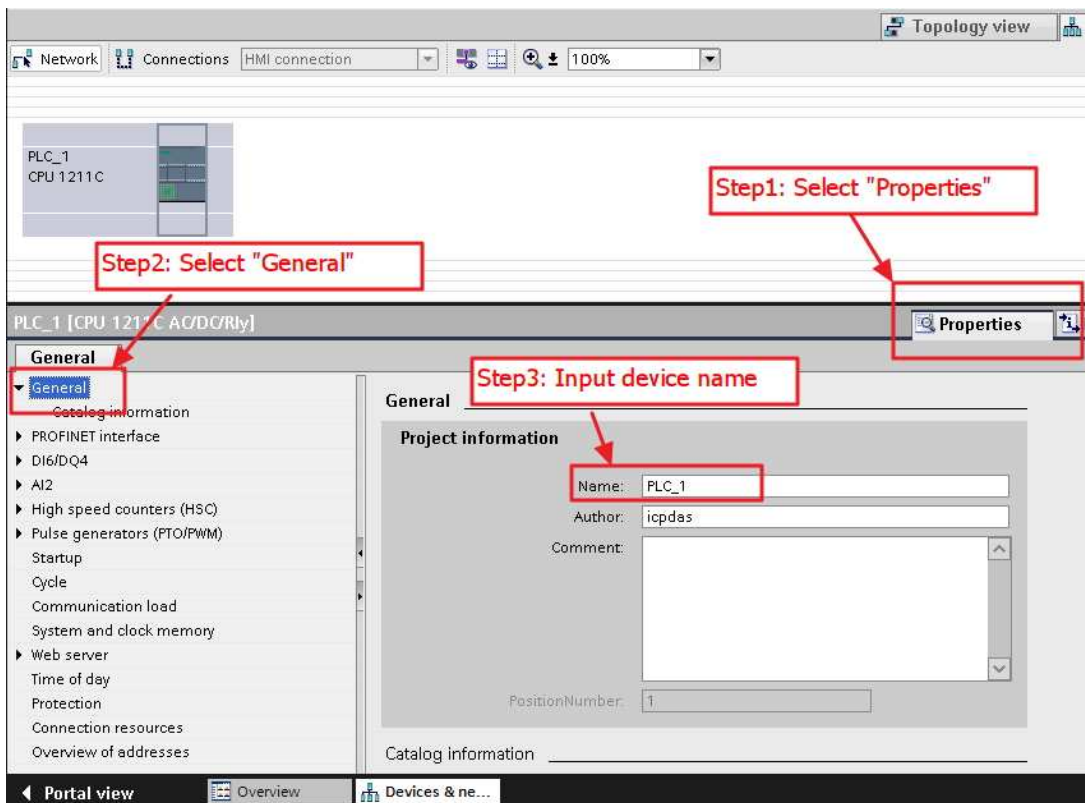 Topology view
Network
Connections
HMI connection
100%
PLC_1
CPU 1211C
Step1: Select "Properties"
Step2: Select "General"
PLC_1 [CPU 1211C AC/DC/Rly]
Properties
General
General
Catalog information
PROFINET interface
DI6/DQ4
AI2
High speed counters (HSC)
Pulse generators (PTO/PWM)
Startup
Cycle
Communication load
System and clock memory
Web server
Time of day
Protection
Connection resources
Overview of addresses
Step3: Input device name
General
Project information
Name: PLC_1
Author: icpdas
Comment:
PositionNumber: 1
Catalog information
Portal view
Overview
Devices & ne...